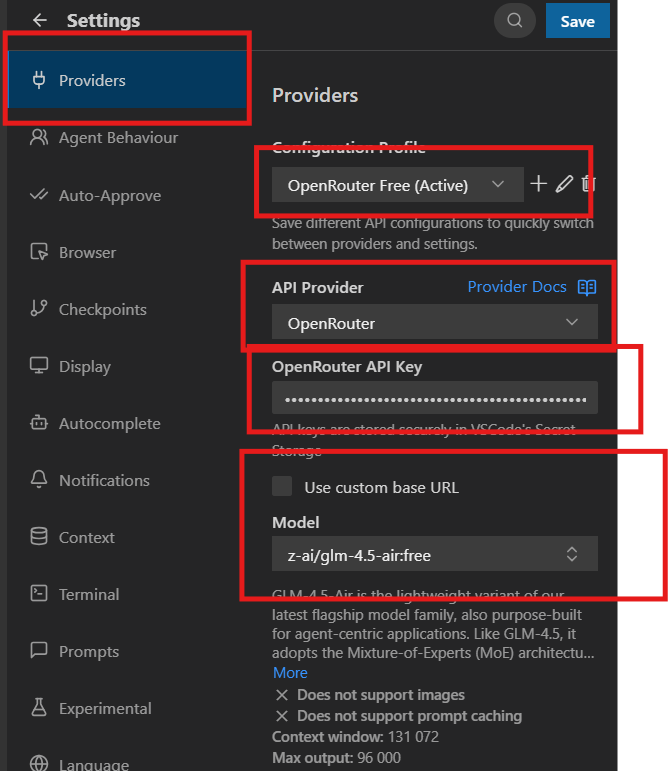 Settings
Save
Providers
Agent Behaviour
Auto-Approve
Browser
Checkpoints
Display
Autocomplete
Notifications
Context
Terminal
Prompts
Experimental
Language
Providers
Configuration Profile
OpenRouter Free (Active)
Save different API configurations to quickly switch
between providers and settings.
API Provider
Provider Docs
OpenRouter
OpenRouter API Key
••••••••••••••••••••••••••••••••••••••••••••••
API keys are stored securely in VSCode's Secret
Storage
Use custom base URL
Model
z-ai/glm-4.5-air:free
GLM-4.5-Air is the lightweight variant of our
latest flagship model family, also purpose-built
for agent-centric applications. Like GLM-4.5, it
adopts the Mixture-of-Experts (MoE) architectu...
More
Does not support images
Does not support prompt caching
Context window: 131 072
Max output: 96 000